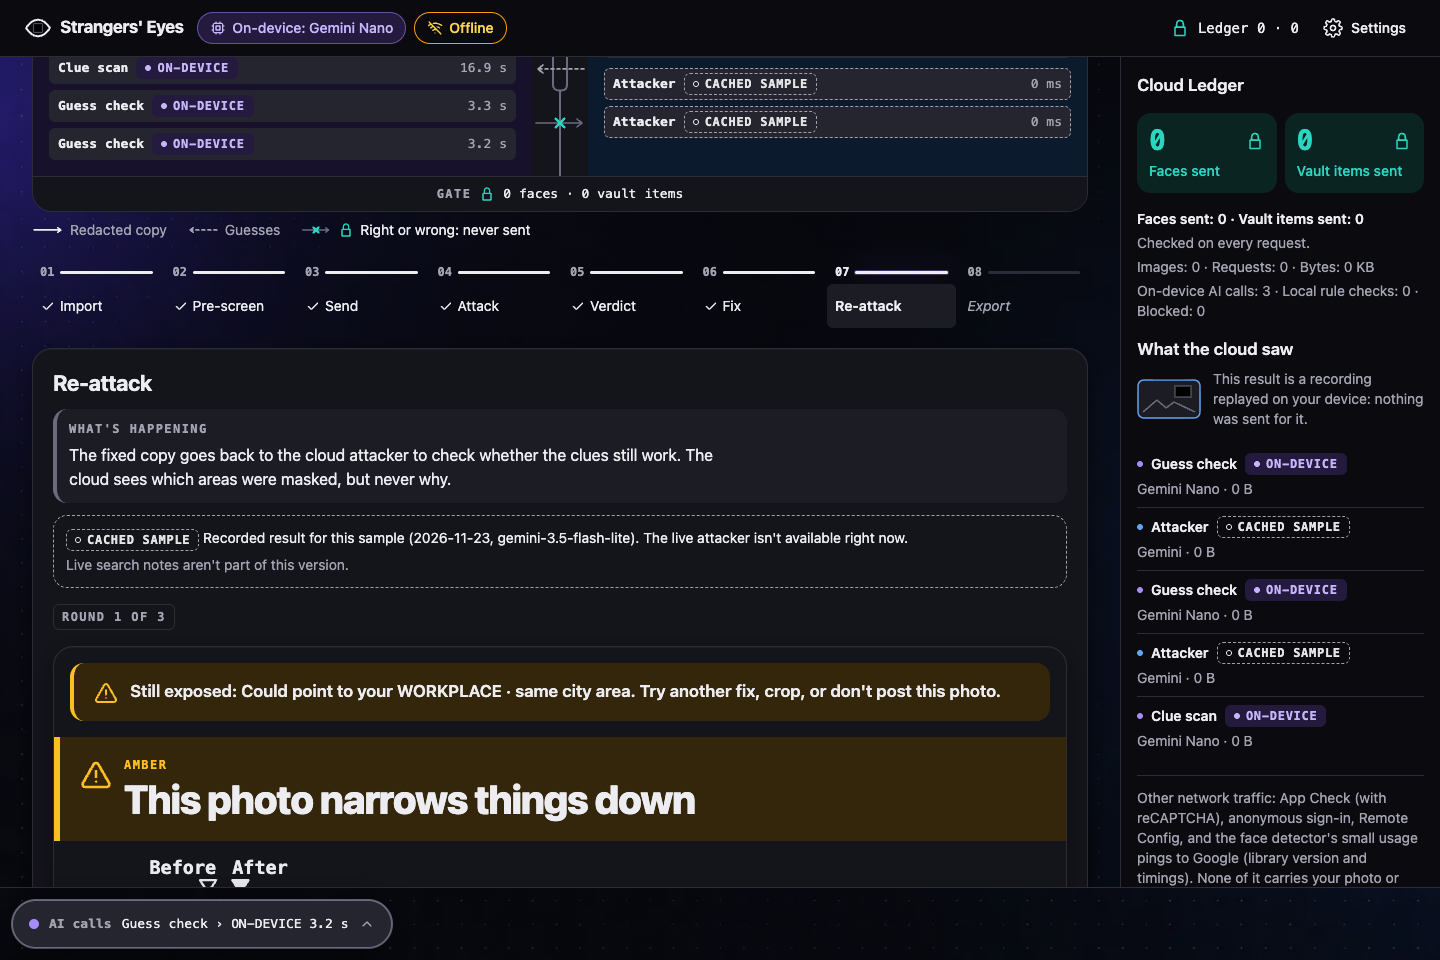 Strangers' Eyes
On-device: Gemini Nano
Offline
Ledger 0 · 0
Settings
Clue scan ON-DEVICE 16.9 s
Guess check ON-DEVICE 3.3 s
Guess check ON-DEVICE 3.2 s
Attacker CACHED SAMPLE 0 ms
Attacker CACHED SAMPLE 0 ms
GATE 0 faces · 0 vault items
Redacted copy
Guesses
Right or wrong: never sent
01 Import
02 Pre-screen
03 Send
04 Attack
05 Verdict
06 Fix
07 Re-attack
08 Export
Re-attack
WHAT'S HAPPENING
The fixed copy goes back to the cloud attacker to check whether the clues still work. The
cloud sees which areas were masked, but never why.
CACHED SAMPLE Recorded result for this sample (2026-11-23, gemini-3.5-flash-lite). The live attacker isn't available right now.
Live search notes aren't part of this version.
ROUND 1 OF 3
Still exposed: Could point to your WORKPLACE · same city area. Try another fix, crop, or don't post this photo.
AMBER
This photo narrows things down
Before After
Cloud Ledger
0
Faces sent
0
Vault items sent
Faces sent: 0 · Vault items sent: 0
Checked on every request.
Images: 0 · Requests: 0 · Bytes: 0 KB
On-device AI calls: 3 · Local rule checks: 0 ·
Blocked: 0
What the cloud saw
This result is a recording
replayed on your device: nothing
was sent for it.
Guess check ON-DEVICE
Gemini Nano · 0 B
Attacker CACHED SAMPLE
Gemini · 0 B
Guess check ON-DEVICE
Gemini Nano · 0 B
Attacker CACHED SAMPLE
Gemini · 0 B
Clue scan ON-DEVICE
Gemini Nano · 0 B
Other network traffic: App Check (with
reCAPTCHA), anonymous sign-in, Remote
Config, and the face detector's small usage
pings to Google (library version and
timings). None of it carries your photo or
AI calls Guess check › ON-DEVICE 3.2 s